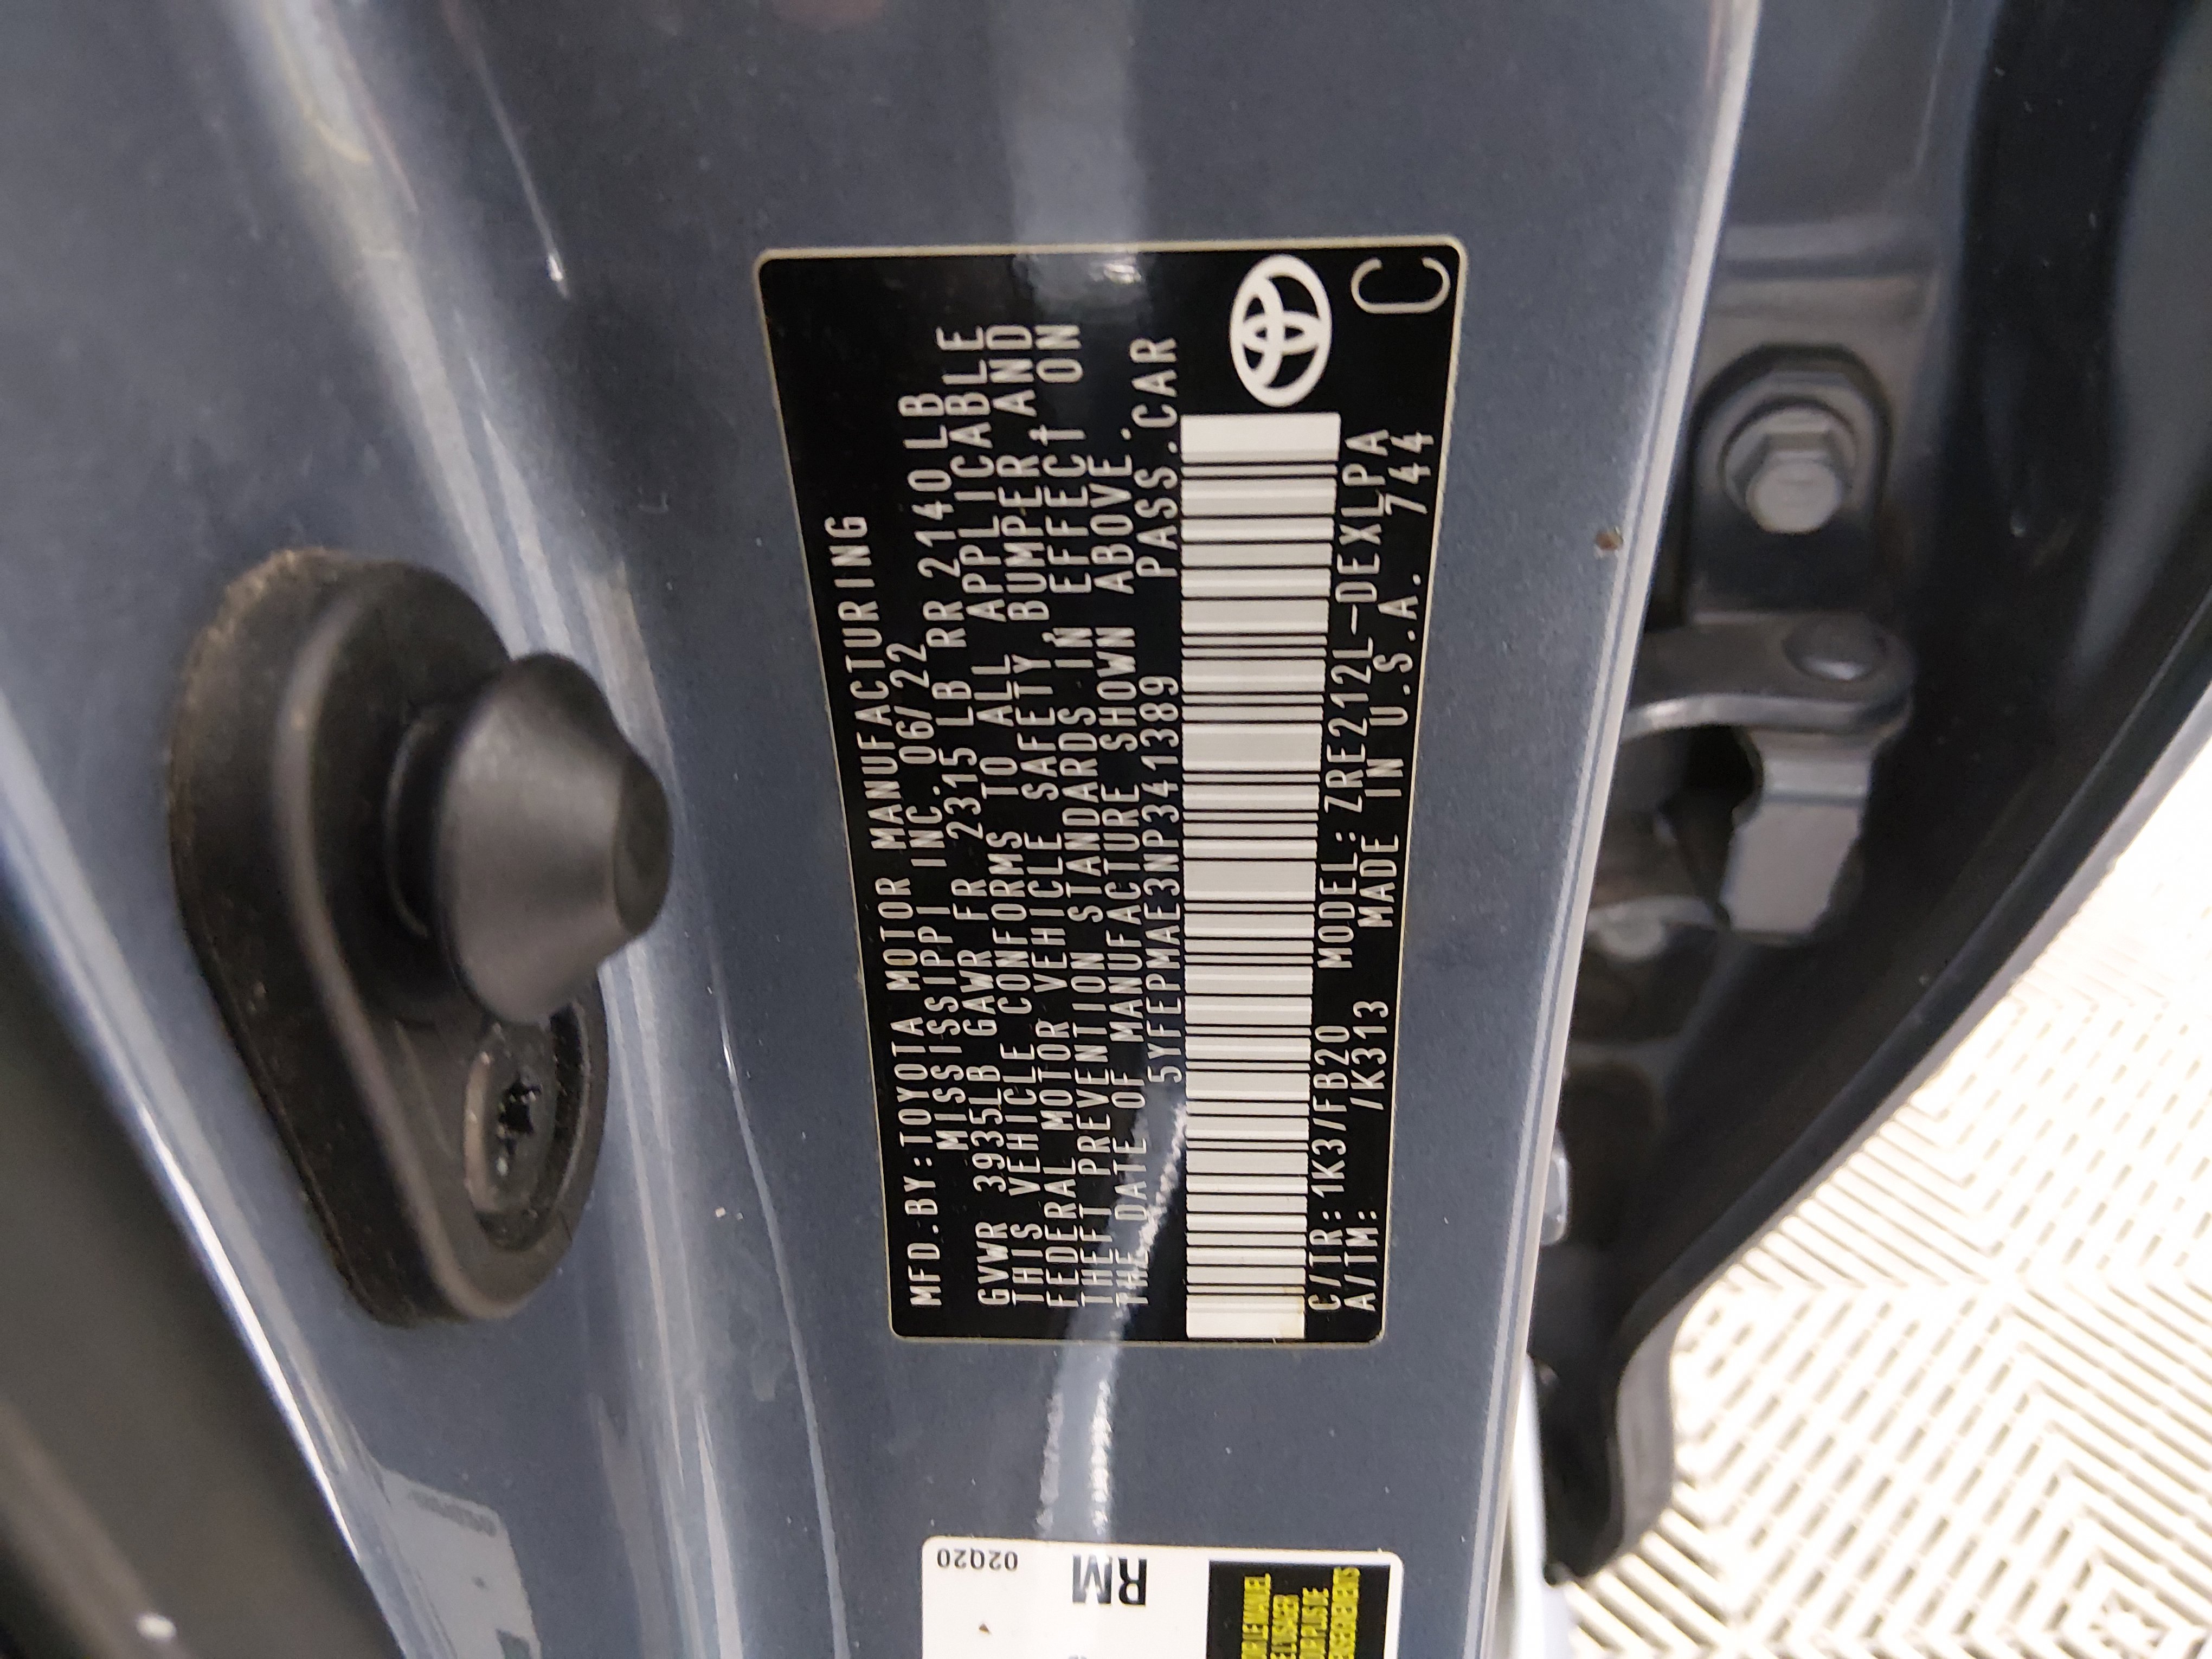 MFD.BY:TOYOTA MOTOR MANUFACTURING
MISSISSIPPI INC. 06/22
GVWR 3935LB GAWR FR 2315 LB RR 2140LB
THIS VEHICLE CONFORMS TO ALL APPLICABLE
FEDERAL MOTOR VEHICLE SAFETY,BUMPER AND
THEFT PREVENTION STANDARDS IN EFFECT ON
THE DATE OF MANUFACTURE SHOWN ABOVE.
5YFEPMAE3NP341389 PASS.CAR
C/TR:1K3/FB20 MODEL:ZRE212L-DEXLPA
A/TM: /K313 MADE IN U.S.A. 744
C
02Q20
RM